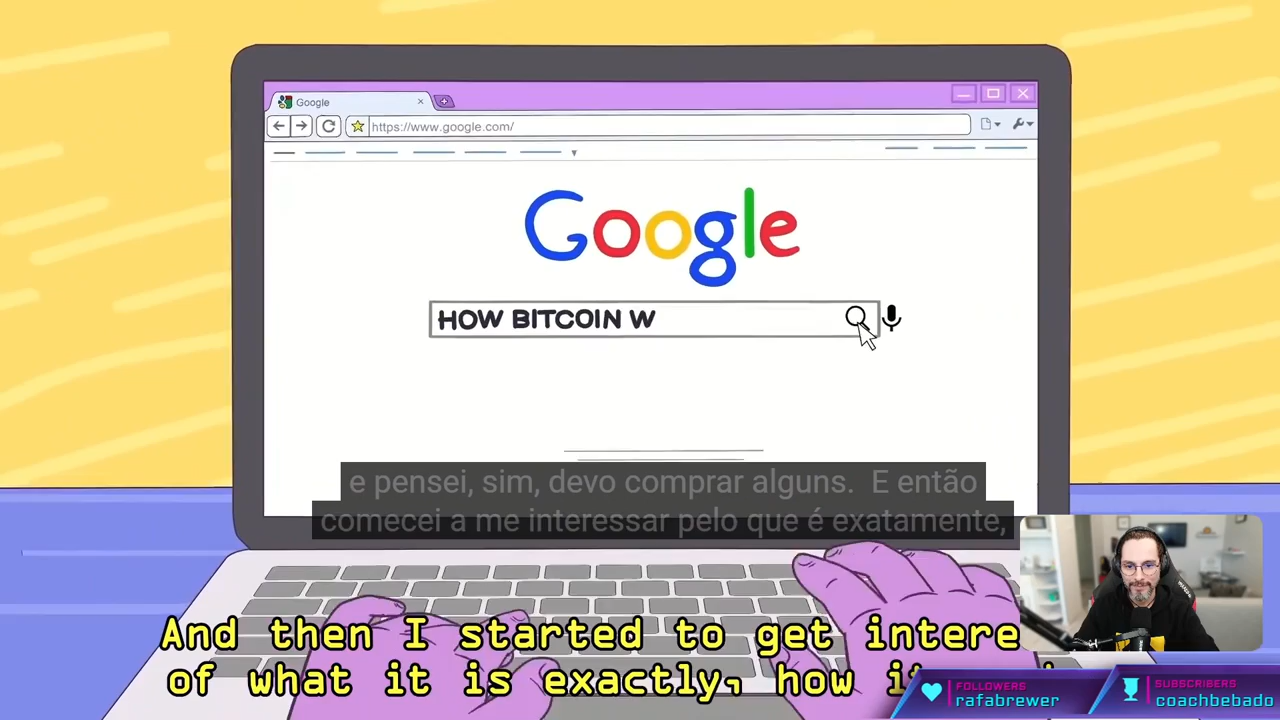 Google
https://www.google.com/
Google
HOW BITCOIN W
e pensei, sim, devo comprar alguns. E então
comecei a me interessar pelo que é exatamente,
And then I started to get intere
of what it is exactly, how i
FOLLOWERS
rafabrewer
SUBSCRIBERS
coachbebado